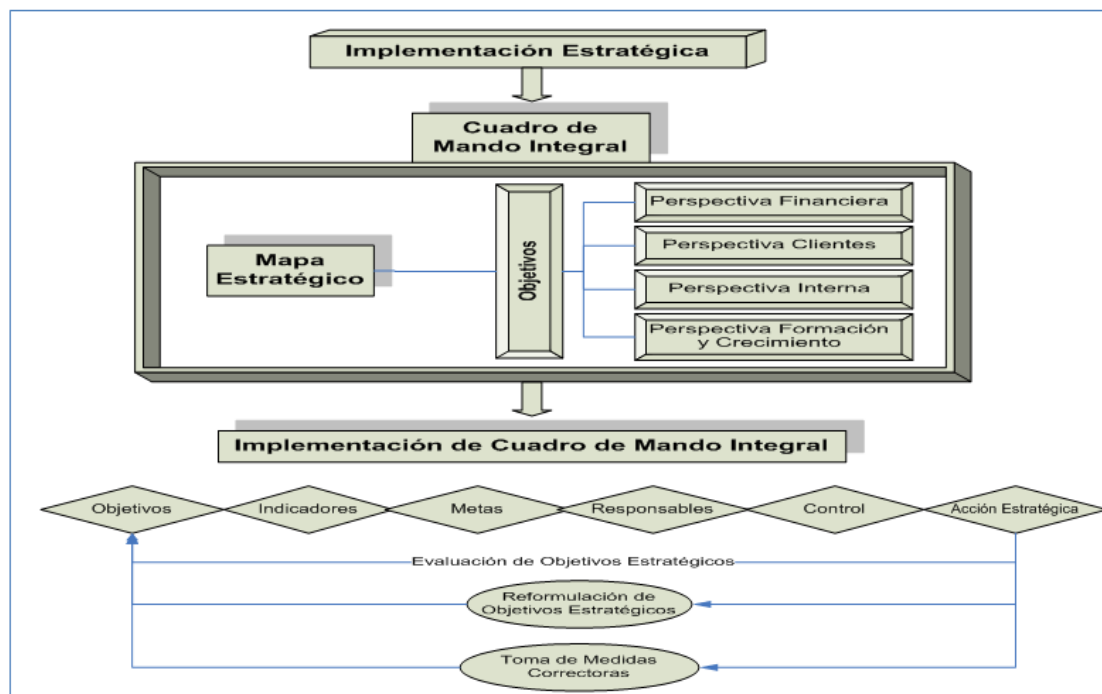 Implementación Estratégica
Cuadro de
Mando Integral
Mapa
Estratégico
Objetivos
Perspectiva Financiera
Perspectiva Clientes
Perspectiva Interna
Perspectiva Formación
y Crecimiento
Implementación de Cuadro de Mando Integral
Objetivos
Indicadores
Metas
Responsables
Control
Acción Estratégica
Evaluación de Objetivos Estratégicos
Reformulación de
Objetivos Estratégicos
Toma de Medidas
Correctoras